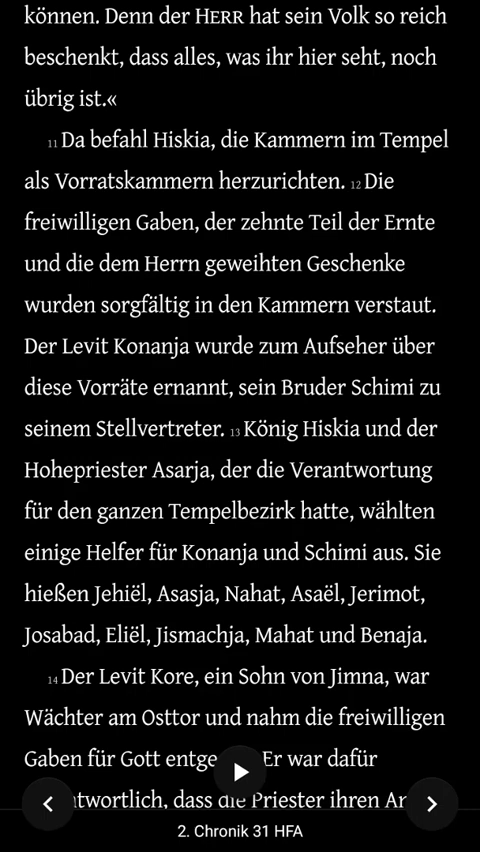 können. Denn der HERR hat sein Volk so reich
beschenkt, dass alles, was ihr hier seht, noch
übrig ist.«
11 Da befahl Hiskia, die Kammern im Tempel
als Vorratskammern herzurichten. 12 Die
freiwilligen Gaben, der zehnte Teil der Ernte
und die dem Herrn geweihten Geschenke
wurden sorgfältig in den Kammern verstaut.
Der Levit Konanja wurde zum Aufseher über
diese Vorräte ernannt, sein Bruder Schimi zu
seinem Stellvertreter. 13 König Hiskia und der
Hohepriester Asarja, der die Verantwortung
für den ganzen Tempelbezirk hatte, wählten
einige Helfer für Konanja und Schimi aus. Sie
hießen Jehiël, Asasja, Nahat, Asaël, Jerimot,
Josabad, Eliël, Jismachja, Mahat und Benaja.
14 Der Levit Kore, ein Sohn von Jimna, war
Wächter am Osttor und nahm die freiwilligen
Gaben für Gott Er war dafür
dass die Priester ihren
2. Chronik 31 HFA